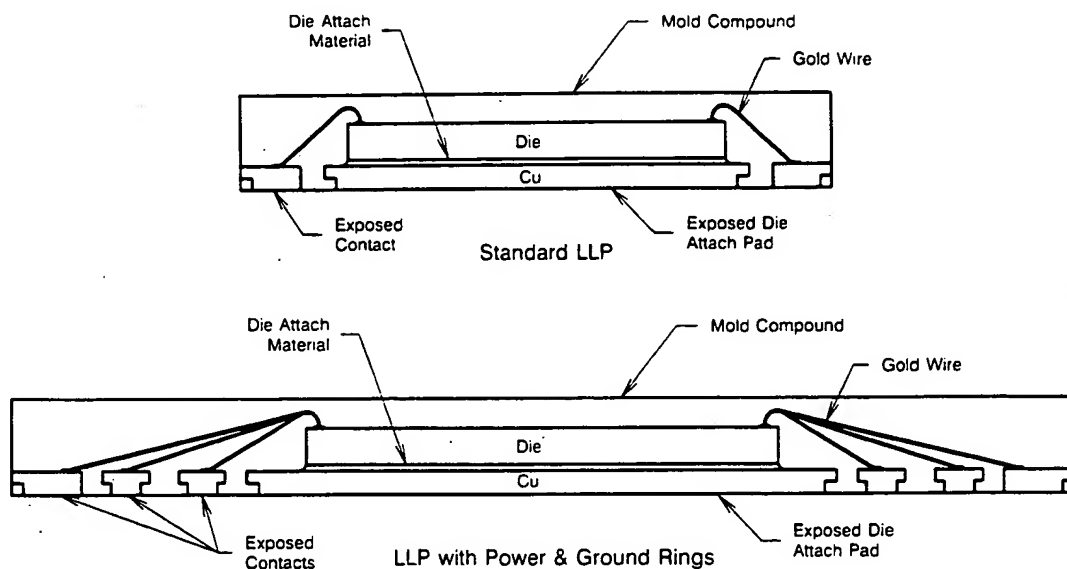 Die Attach
Material
Mold Compound
Gold Wire
Die
Cu
Exposed
Contact
Exposed Die
Attach Pad
Standard LLP
Die Attach
Material
Mold Compound
Gold Wire
Die
Cu
Exposed
Contacts
Exposed Die
Attach Pad
LLP with Power & Ground Rings